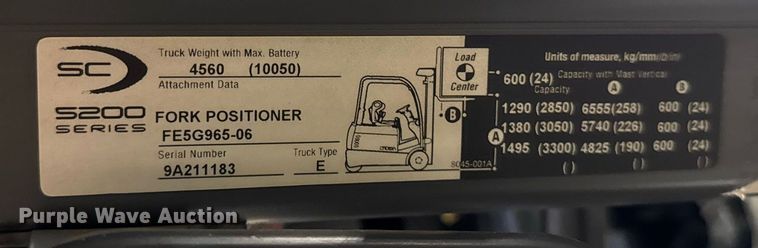 SC
5200
SERIES
Truck Weight with Max. Battery
4560 (10050)
Attachment Data
FORK POSITIONER
FE5G965-06
Serial Number
Truck Type
9A211183
E
CROWN
Load
Center
B
A
8045-001A
Units of measure, kg/mm(lb/in)
600 (24)
Capacity with Mast Vertical
Capacity A B
1290 (2850) 6555(258) 600 (24)
1380 (3050) 5740 (226) 600 (24)
1495 (3300) 4825 (190) 600 (24)
( ) ( ) ( )
Purple Wave Auction